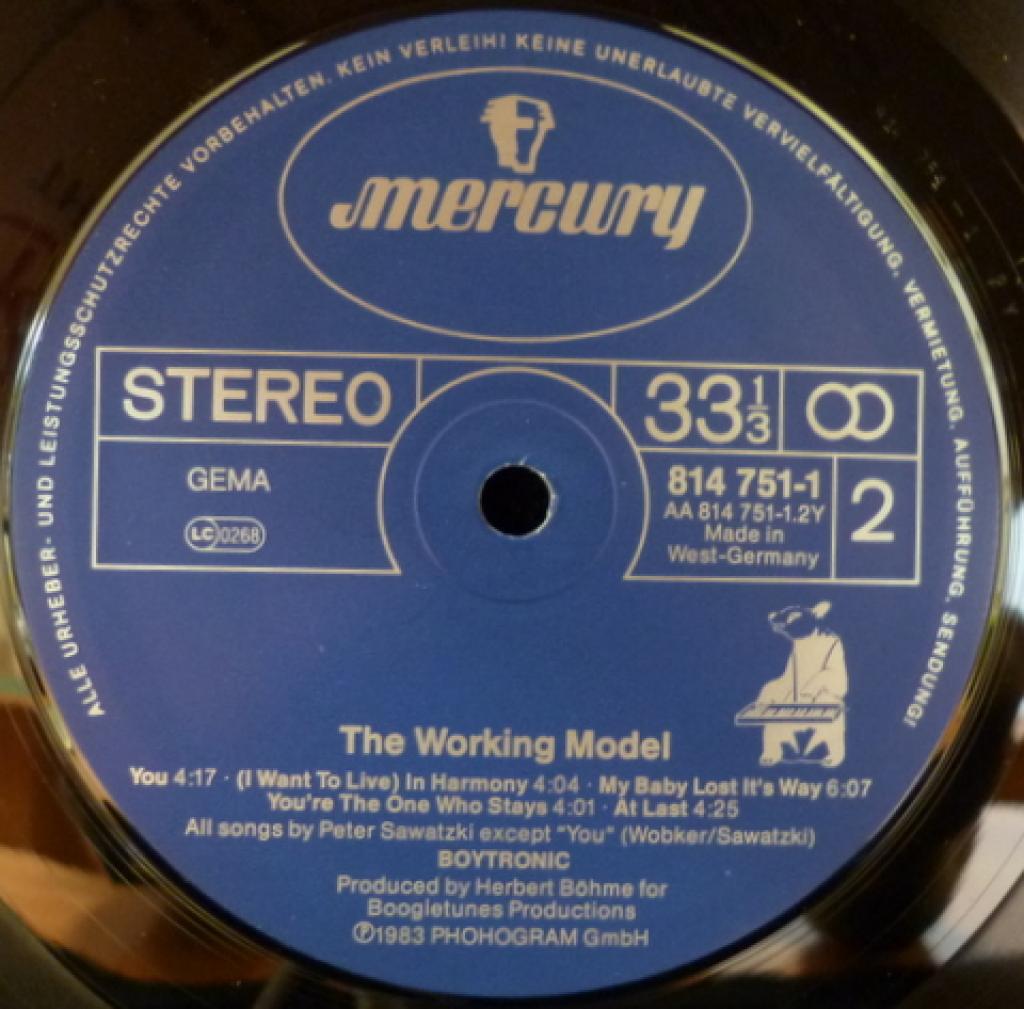 ALLE URHEBER- UND LEISTUNGSSCHUTZRECHTE VORBEHALTEN. KEIN VERLEIH! KEINE UNERLAUBTE VERVIELFÄLTIGUNG, VERMIETUNG, AUFFÜHRUNG, SENDUNG!
mercury
STEREO
33 1/3
GEMA
LC 0268
814 751-1
AA 814 751-1.2Y
Made in
West-Germany
2
The Working Model
You 4:17 · (I Want To Live) In Harmony 4:04 · My Baby Lost It's Way 6:07
You're The One Who Stays 4:01 · At Last 4:25
All songs by Peter Sawatzki except "You" (Wobker/Sawatzki)
BOYTRONIC
Produced by Herbert Böhme for
Boogletunes Productions
Ⓟ1983 PHOHOGRAM GmbH